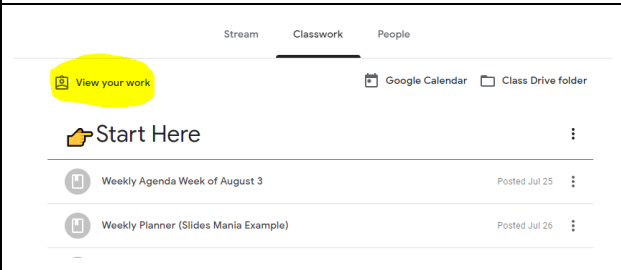 Stream Classwork People
View your work Google Calendar Class Drive folder
👉Start Here
Weekly Agenda Week of August 3 Posted Jul 25
Weekly Planner (Slides Mania Example) Posted Jul 26